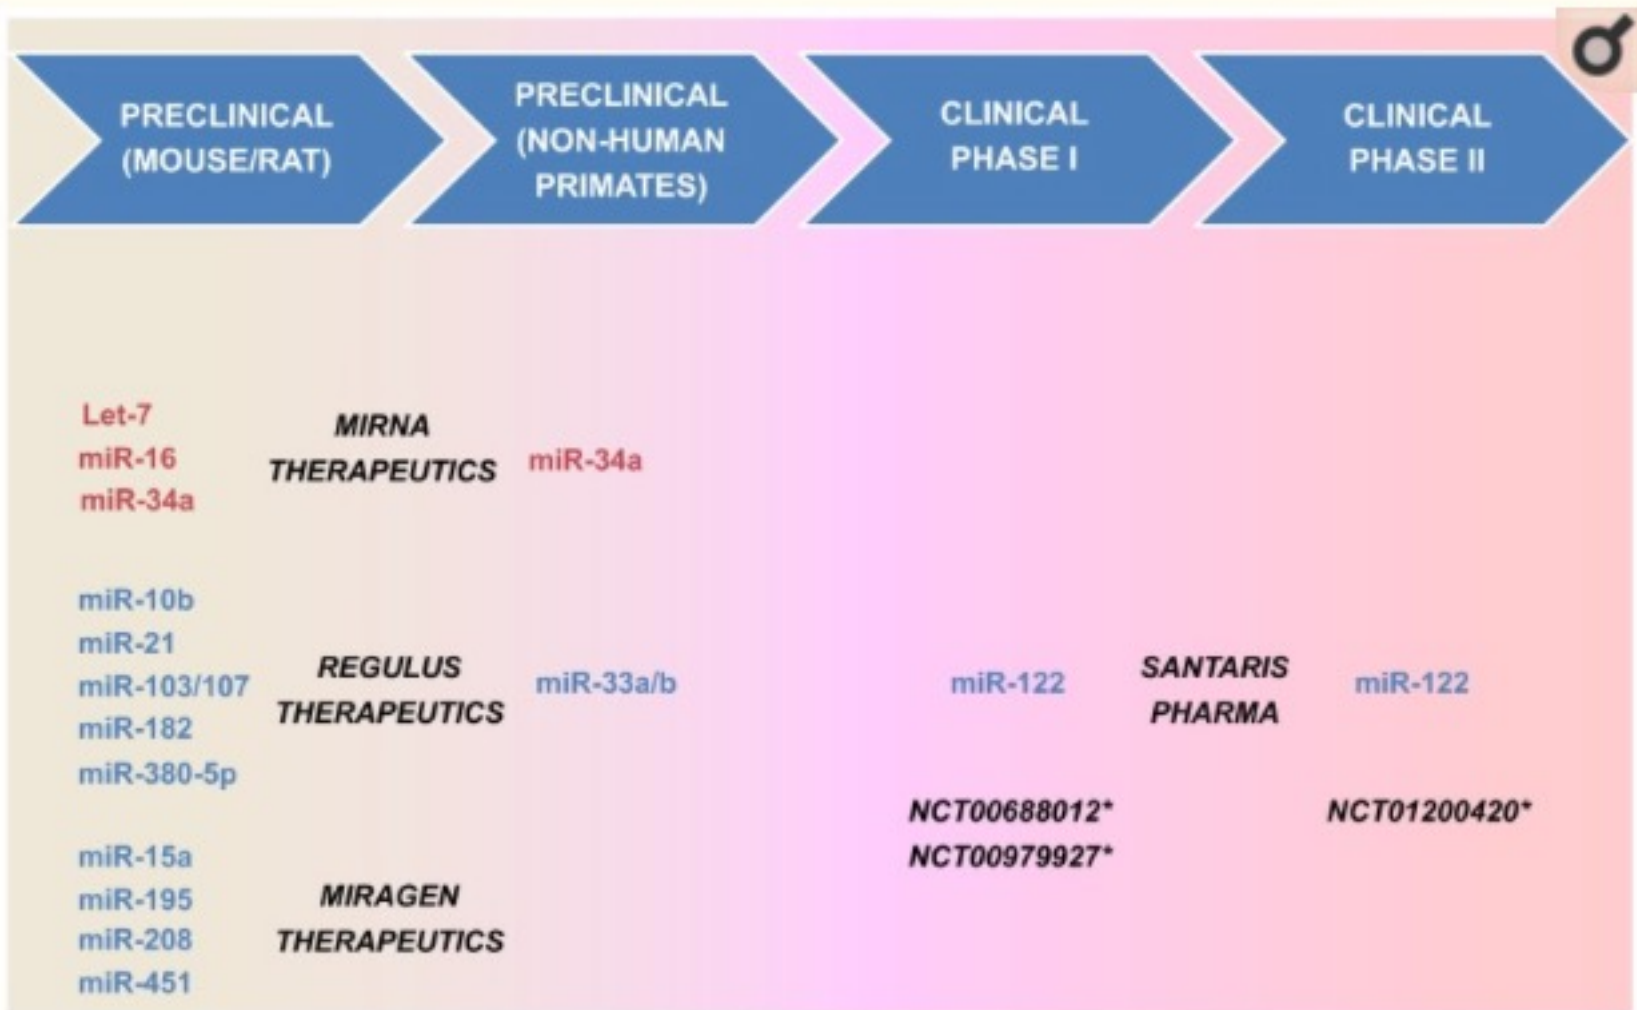 PRECLINICAL
(MOUSE/RAT)
PRECLINICAL
(NON-HUMAN
PRIMATES)
CLINICAL
PHASE I
CLINICAL
PHASE II
Let-7
miR-16
miR-34a
MIRNA
THERAPEUTICS
miR-34a
miR-10b
miR-21
miR-103/107
miR-182
miR-380-5p
REGULUS
THERAPEUTICS
miR-33a/b
miR-122
SANTARIS
PHARMA
miR-122
NCT00688012*
NCT00979927*
NCT01200420*
miR-15a
miR-195
miR-208
miR-451
MIRAGEN
THERAPEUTICS